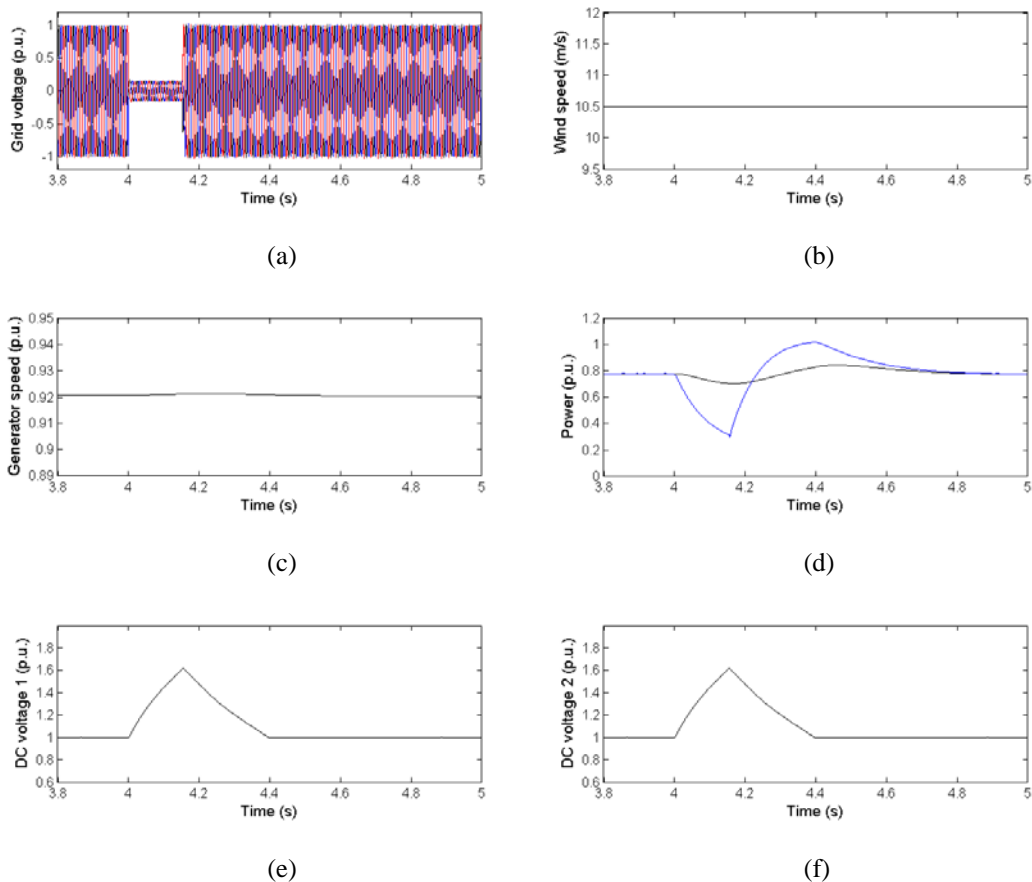 Grid voltage (p.u.)
1
0.5
0
-0.5
-1
3.8 4 4.2 4.4 4.6 4.8 5
Time (s)
(a)
Wind speed (m/s)
12
11.5
11
10.5
10
9.5
3.8 4 4.2 4.4 4.6 4.8 5
Time (s)
(b)
Generator speed (p.u.)
0.95
0.94
0.93
0.92
0.91
0.9
0.89
3.8 4 4.2 4.4 4.6 4.8 5
Time (s)
(c)
Power (p.u.)
1.2
1
0.8
0.6
0.4
0.2
0
3.8 4 4.2 4.4 4.6 4.8 5
Time (s)
(d)
DC voltage 1 (p.u.)
1.8
1.6
1.4
1.2
1
0.8
0.6
3.8 4 4.2 4.4 4.6 4.8 5
Time (s)
(e)
DC voltage 2 (p.u.)
1.8
1.6
1.4
1.2
1
0.8
0.6
3.8 4 4.2 4.4 4.6 4.8 5
Time (s)
(f)